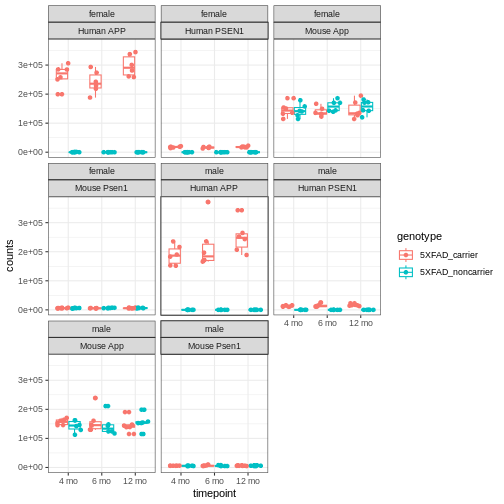 female
female
female
Human APP
Human PSEN1
Mouse App
3e+05
2e+05
1e+05
0e+00
female
male
male
Mouse Psen1
Human APP
Human PSEN1
3e+05
2e+05
1e+05
0e+00
4 mo
6 mo
12 mo
male
male
Mouse App
Mouse Psen1
3e+05
2e+05
1e+05
0e+00
4 mo
6 mo
12 mo
4 mo
6 mo
12 mo
timepoint
counts
genotype
5XFAD_carrier
5XFAD_noncarrier